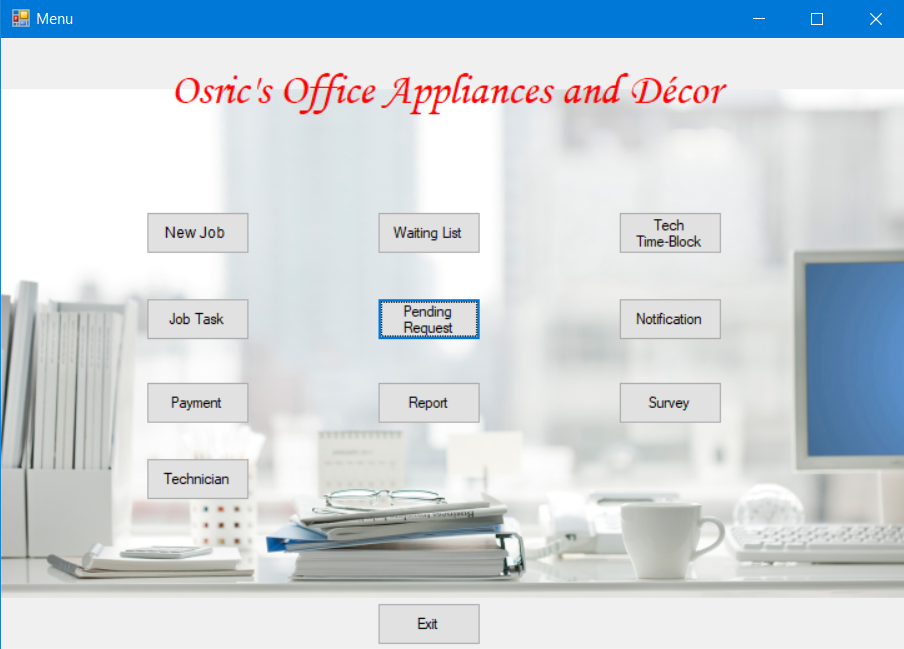 Menu
Osric's Office Appliances and Décor
New Job
Waiting List
Tech
Time-Block
Job Task
Pending
Request
Notification
Payment
Report
Survey
Technician
Exit